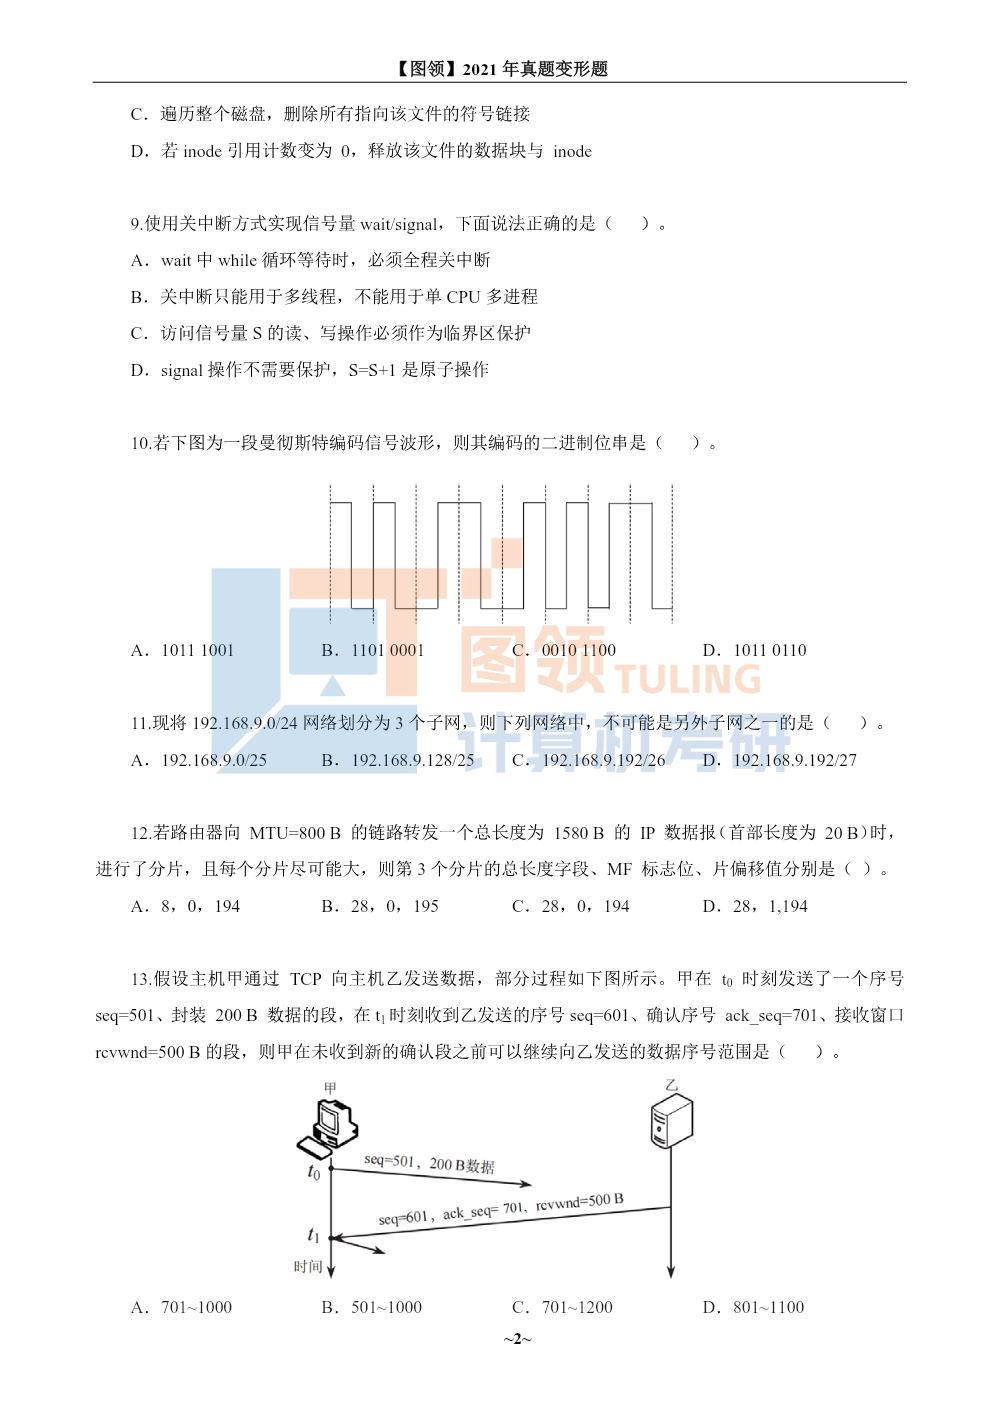 【图领】2021 年真题变形题
C．遍历整个磁盘，删除所有指向该文件的符号链接
D．若 inode 引用计数变为 0，释放该文件的数据块与 inode
9.使用关中断方式实现信号量 wait/signal，下面说法正确的是（ ）。
A．wait 中 while 循环等待时，必须全程关中断
B．关中断只能用于多线程，不能用于单 CPU 多进程
C．访问信号量 S 的读、写操作必须作为临界区保护
D．signal 操作不需要保护，S=S+1 是原子操作
10.若下图为一段曼彻斯特编码信号波形，则其编码的二进制位串是（ ）。
A．1011 1001 B．1101 0001 C．0010 1100 D．1011 0110
图领 TULING
计算机考研
11.现将 192.168.9.0/24 网络划分为 3 个子网，则下列网络中，不可能是另外子网之一的是（ ）。
A．192.168.9.0/25 B．192.168.9.128/25 C．192.168.9.192/26 D．192.168.9.192/27
12.若路由器向 MTU=800 B 的链路转发一个总长度为 1580 B 的 IP 数据报（首部长度为 20 B）时，
进行了分片，且每个分片尽可能大，则第 3 个分片的总长度字段、MF 标志位、片偏移值分别是（ ）。
A．8，0，194 B．28，0，195 C．28，0，194 D．28，1,194
13.假设主机甲通过 TCP 向主机乙发送数据，部分过程如下图所示。甲在 t0 时刻发送了一个序号
seq=501、封装 200 B 数据的段，在 t1 时刻收到乙发送的序号 seq=601、确认序号 ack_seq=701、接收窗口
rcvwnd=500 B 的段，则甲在未收到新的确认段之前可以继续向乙发送的数据序号范围是（ ）。
甲 乙
t0 seq=501，200 B数据
seq=601，ack_seq= 701，rcvwnd=500 B
t1
时间
A．701~1000 B．501~1000 C．701~1200 D．801~1100
~2~